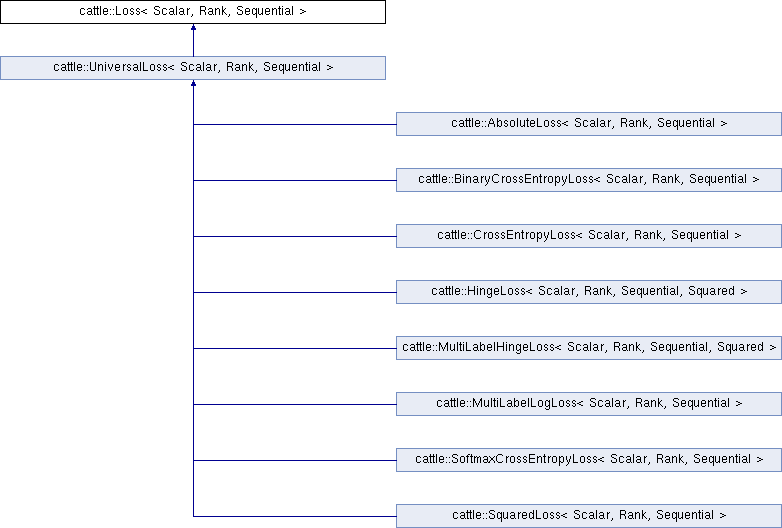 cattle::Loss< Scalar, Rank, Sequential >
cattle::UniversalLoss< Scalar, Rank, Sequential >
cattle::AbsoluteLoss< Scalar, Rank, Sequential >
cattle::BinaryCrossEntropyLoss< Scalar, Rank, Sequential >
cattle::CrossEntropyLoss< Scalar, Rank, Sequential >
cattle::HingeLoss< Scalar, Rank, Sequential, Squared >
cattle::MultiLabelHingeLoss< Scalar, Rank, Sequential, Squared >
cattle::MultiLabelLogLoss< Scalar, Rank, Sequential >
cattle::SoftmaxCrossEntropyLoss< Scalar, Rank, Sequential >
cattle::SquaredLoss< Scalar, Rank, Sequential >